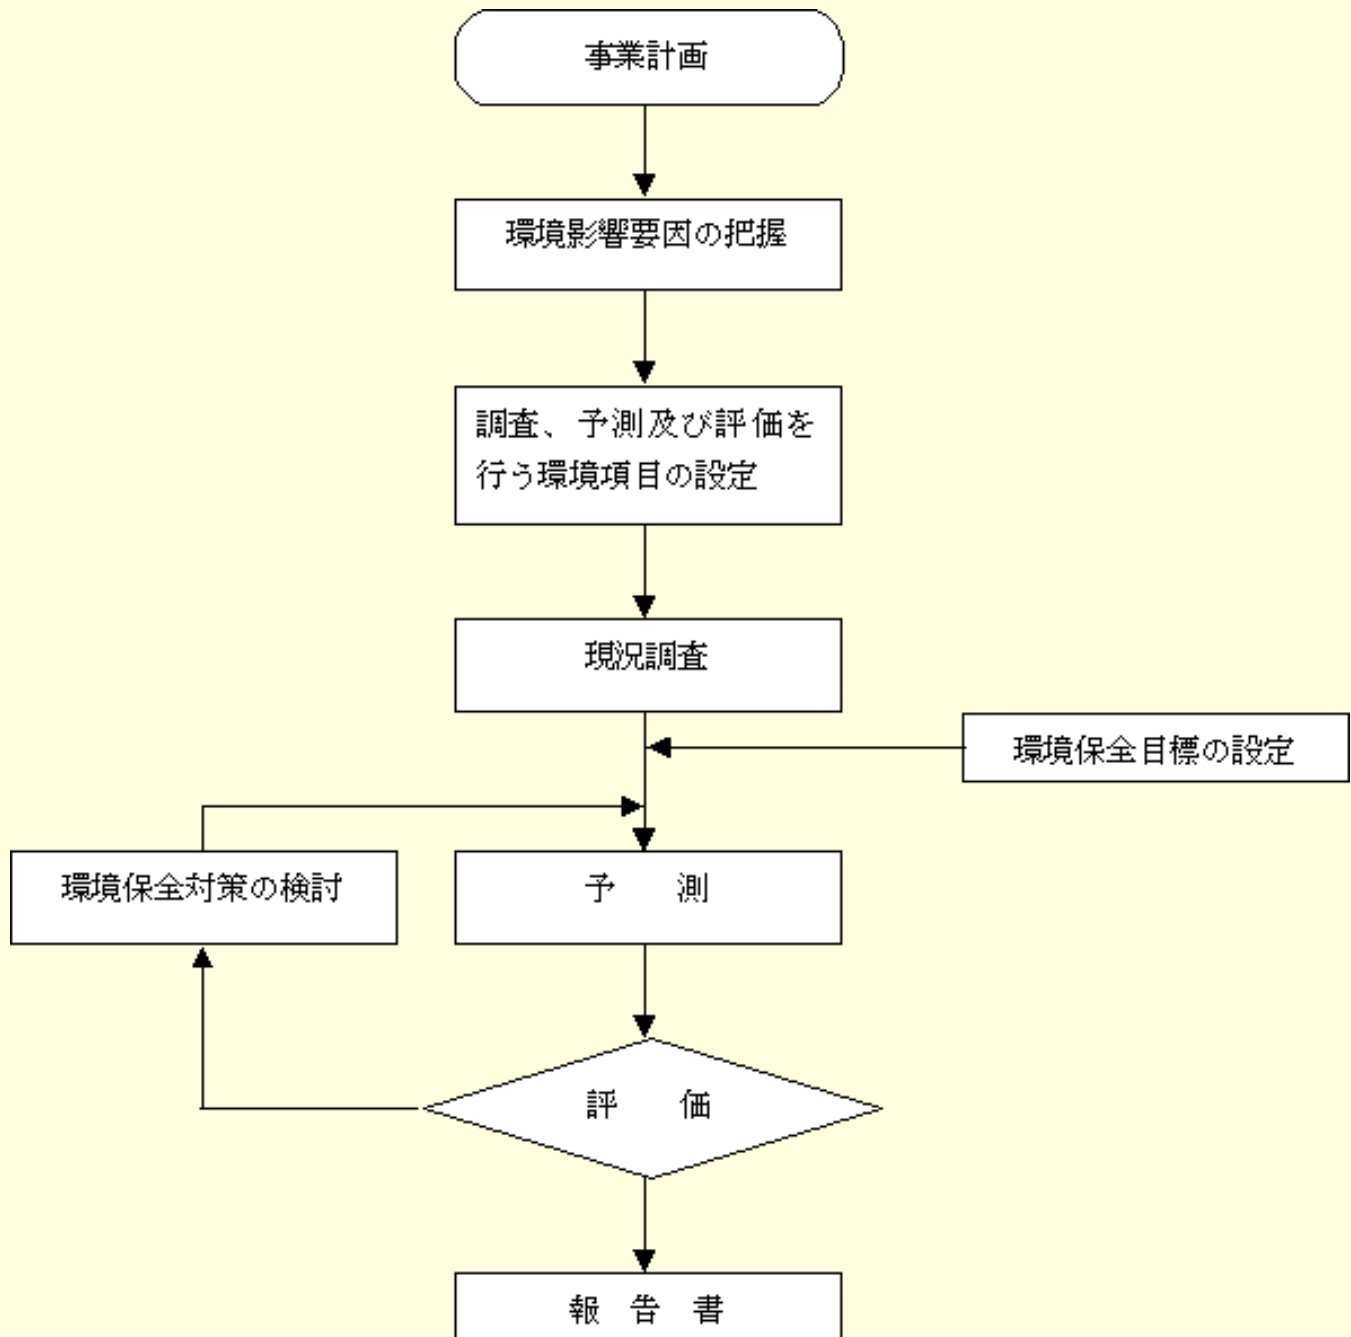 事業計画
環境影響要因の把握
調査、予測及び評価を
行う環境項目の設定
現況調査
環境保全目標の設定
環境保全対策の検討
予　測
評　価
報　告　書